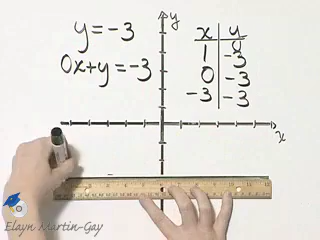 y = -3
0x + y = -3
x y
1 -3
0 -3
-3 -3
y
x
Elayn Martin-Gay